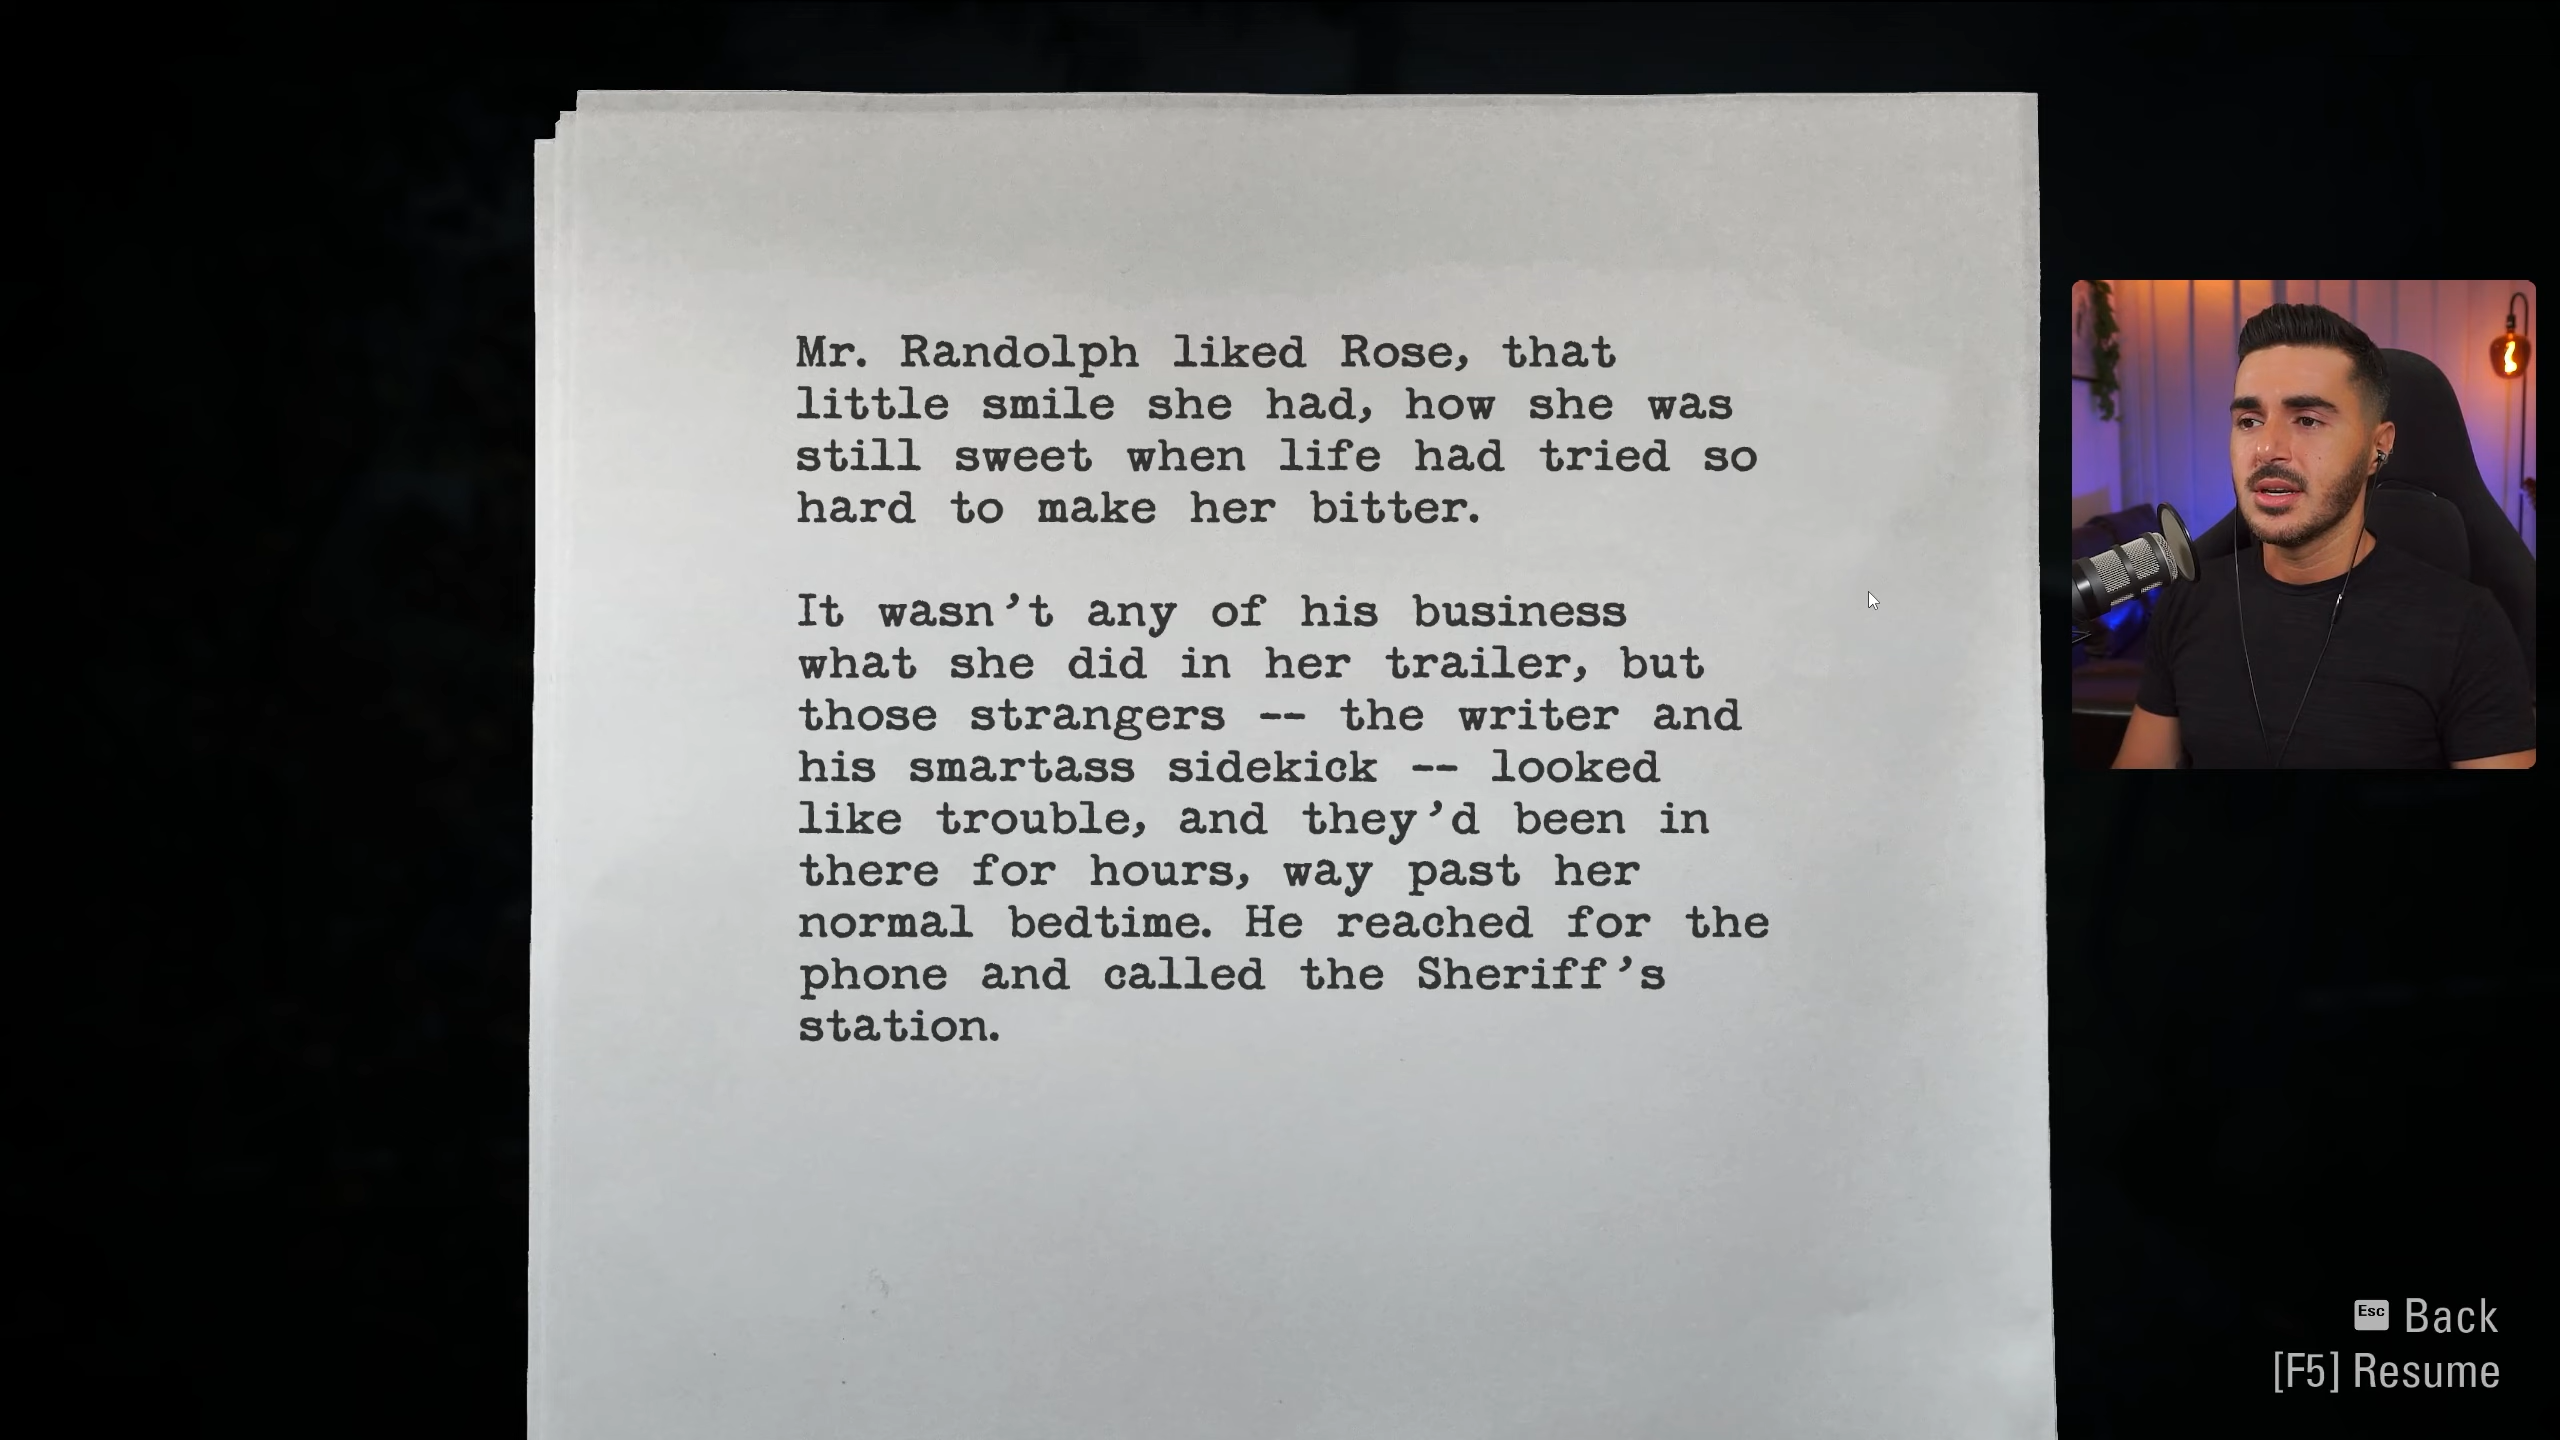 Mr. Randolph liked Rose, that
little smile she had, how she was
still sweet when life had tried so
hard to make her bitter.
It wasn’t any of his business
what she did in her trailer, but
those strangers -- the writer and
his smartass sidekick -- looked
like trouble, and they’d been in
there for hours, way past her
normal bedtime. He reached for the
phone and called the Sheriff’s
station.
Esc Back
[F5] Resume